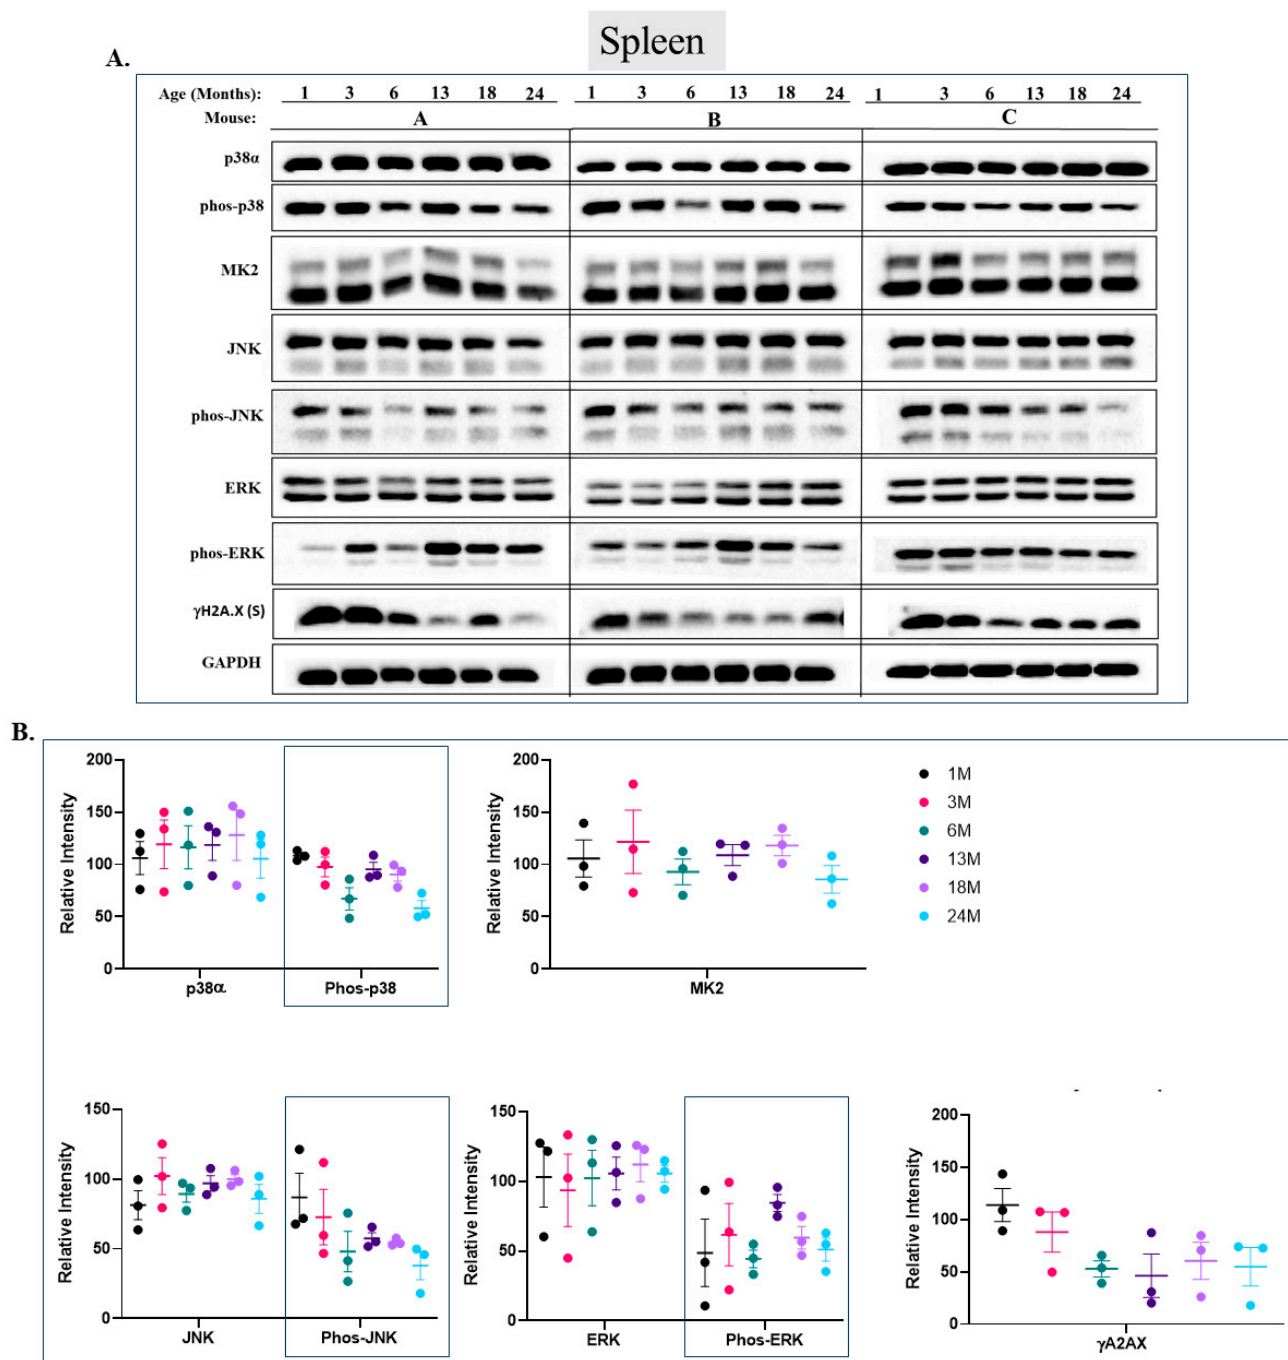 Spleen
A.
Age (Months): 1 3 6 13 18 24 1 3 6 13 18 24 1 3 6 13 18 24
Mouse: A B C
p38α
phos-p38
MK2
JNK
phos-JNK
ERK
phos-ERK
γH2A.X (S)
GAPDH
B.
200
150
100
50
0
Relative Intensity
p38α. Phos-p38
200
150
100
50
0
Relative Intensity
MK2
1M
3M
6M
13M
18M
24M
150
100
50
0
Relative Intensity
JNK Phos-JNK
150
100
50
0
Relative Intensity
ERK Phos-ERK
200
150
100
50
0
Relative Intensity
γA2AX